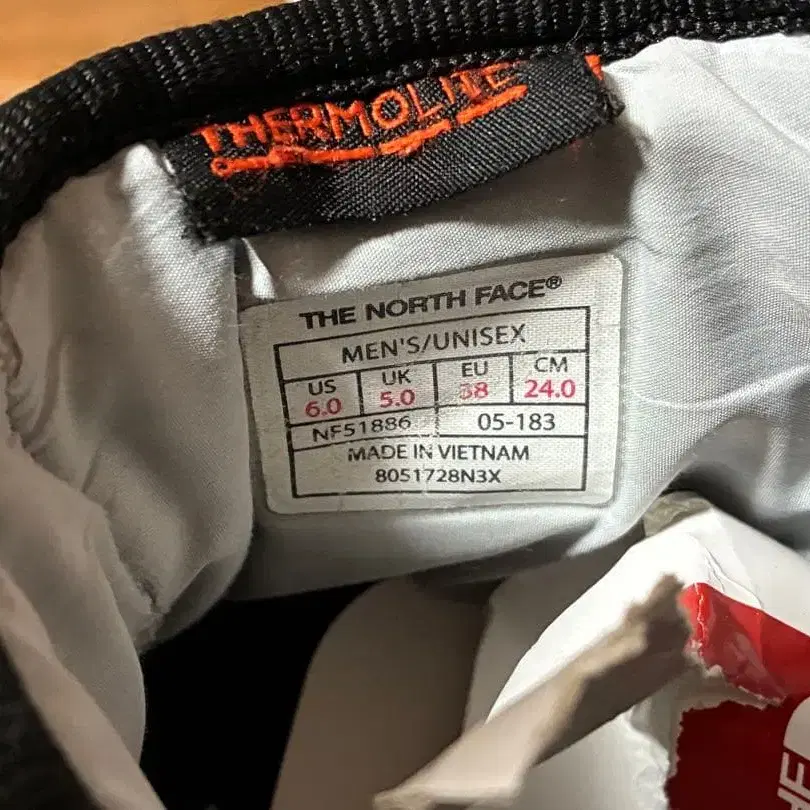 THERMOLITE
THE NORTH FACE®
MEN'S/UNISEX
US UK EU CM
6.0 5.0 38 24.0
NF51886 05-183
MADE IN VIETNAM
8051728N3X